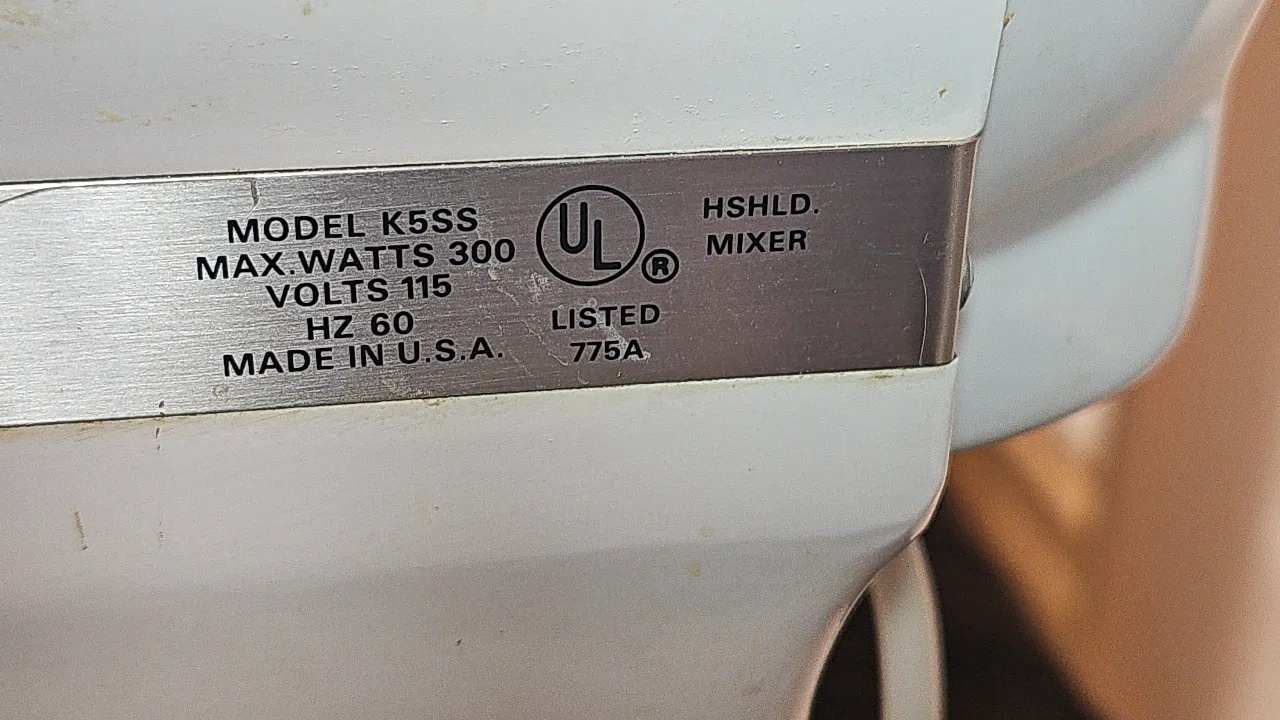 MODEL K5SS
MAX.WATTS 300
VOLTS 115
HZ 60
MADE IN U.S.A.
UL
®
LISTED
775A
HSHLD.
MIXER